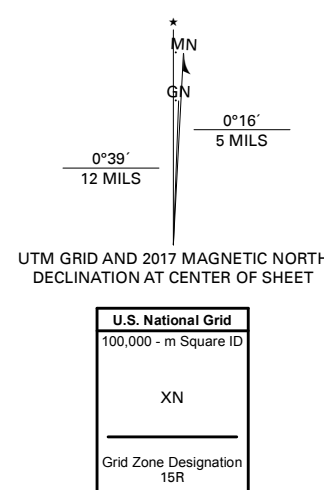 ★
MN
GN
0°16´
5 MILS
0°39´
12 MILS
UTM GRID AND 2017 MAGNETIC NORTH
DECLINATION AT CENTER OF SHEET
U.S. National Grid
100,000 - m Square ID
XN
Grid Zone Designation
15R